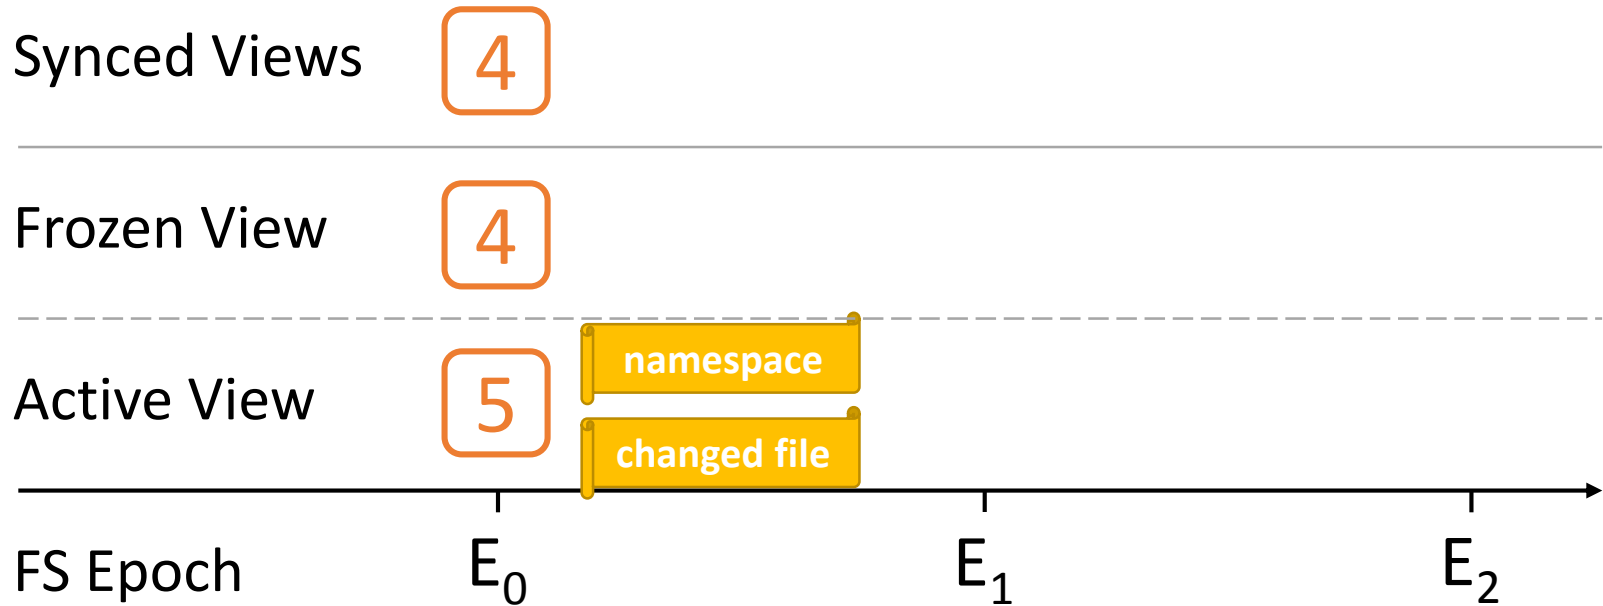 Synced Views 4
Frozen View 4
namespace
Active View 5
changed file
FS Epoch E0 E1 E2